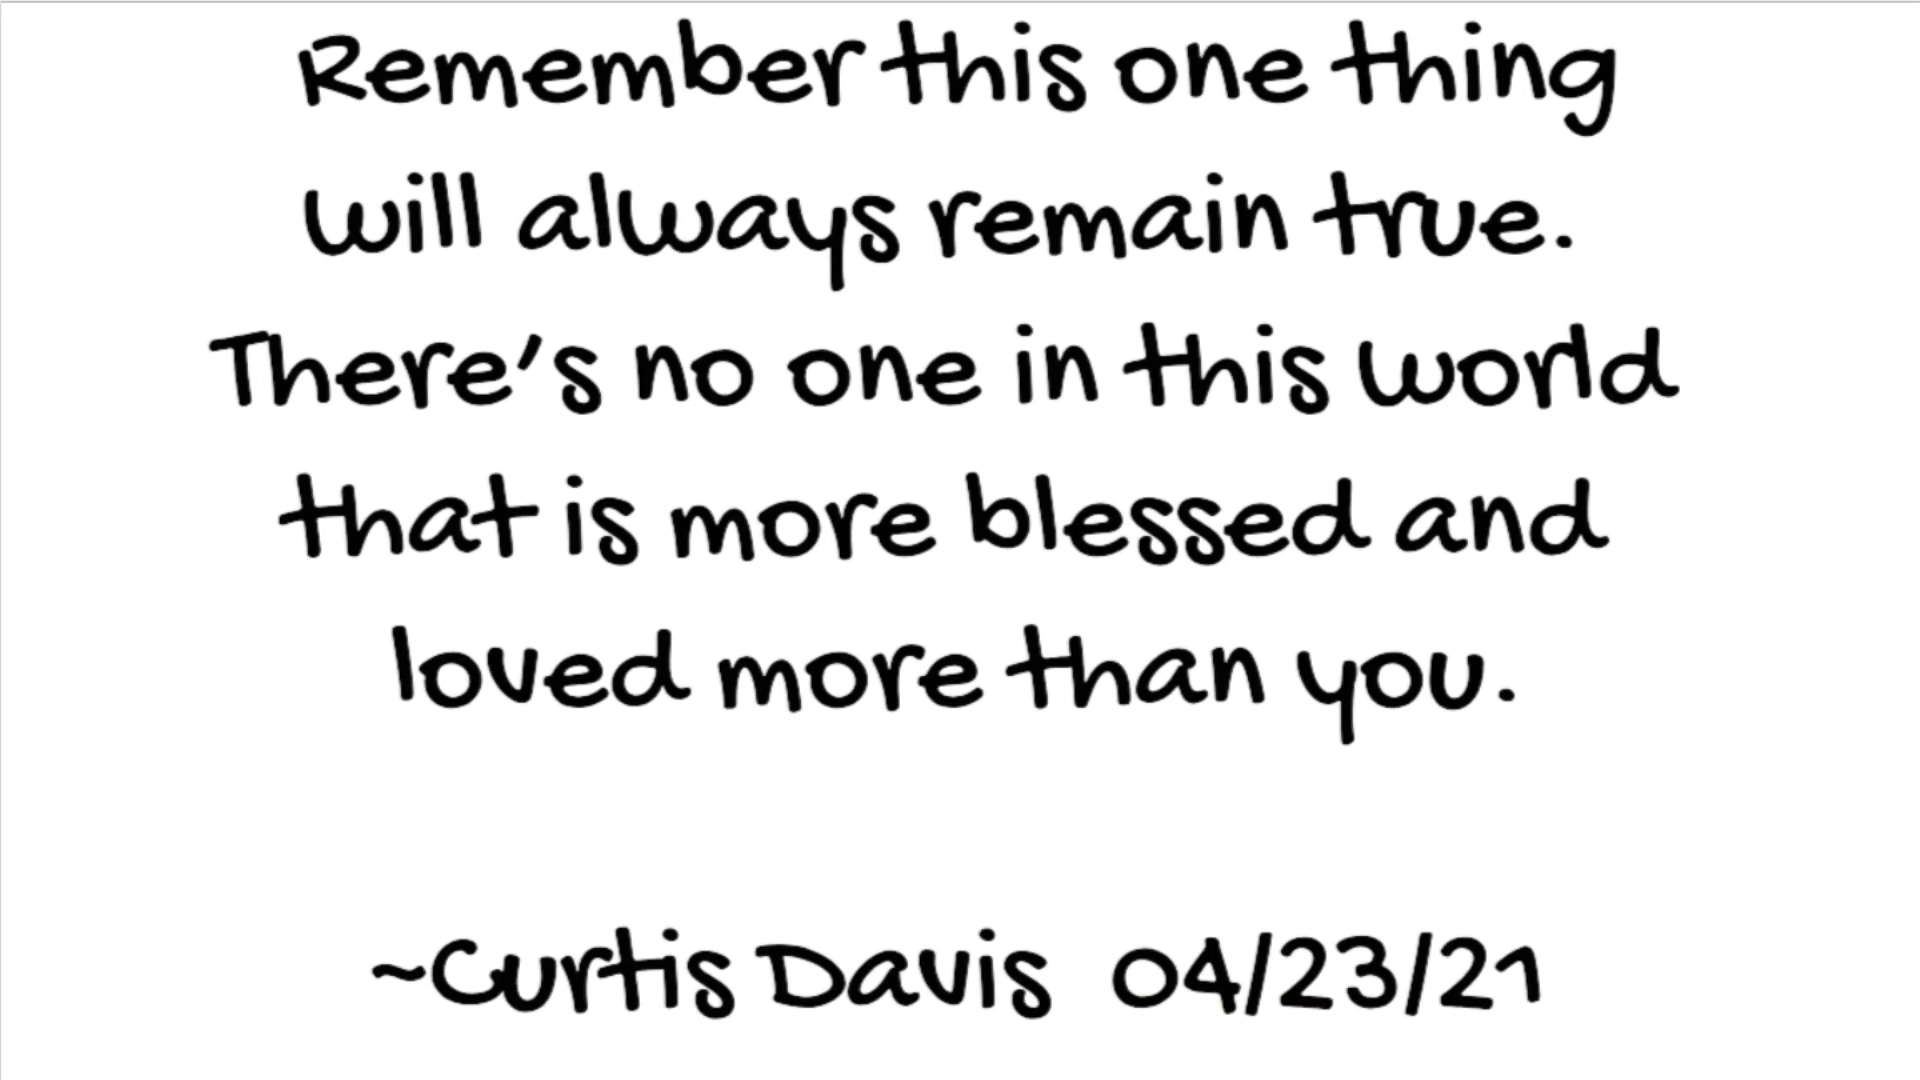 Remember this one thing
will always remain true.
There's no one in this world
that is more blessed and
loved more than you.
~Curtis Davis 04/23/21